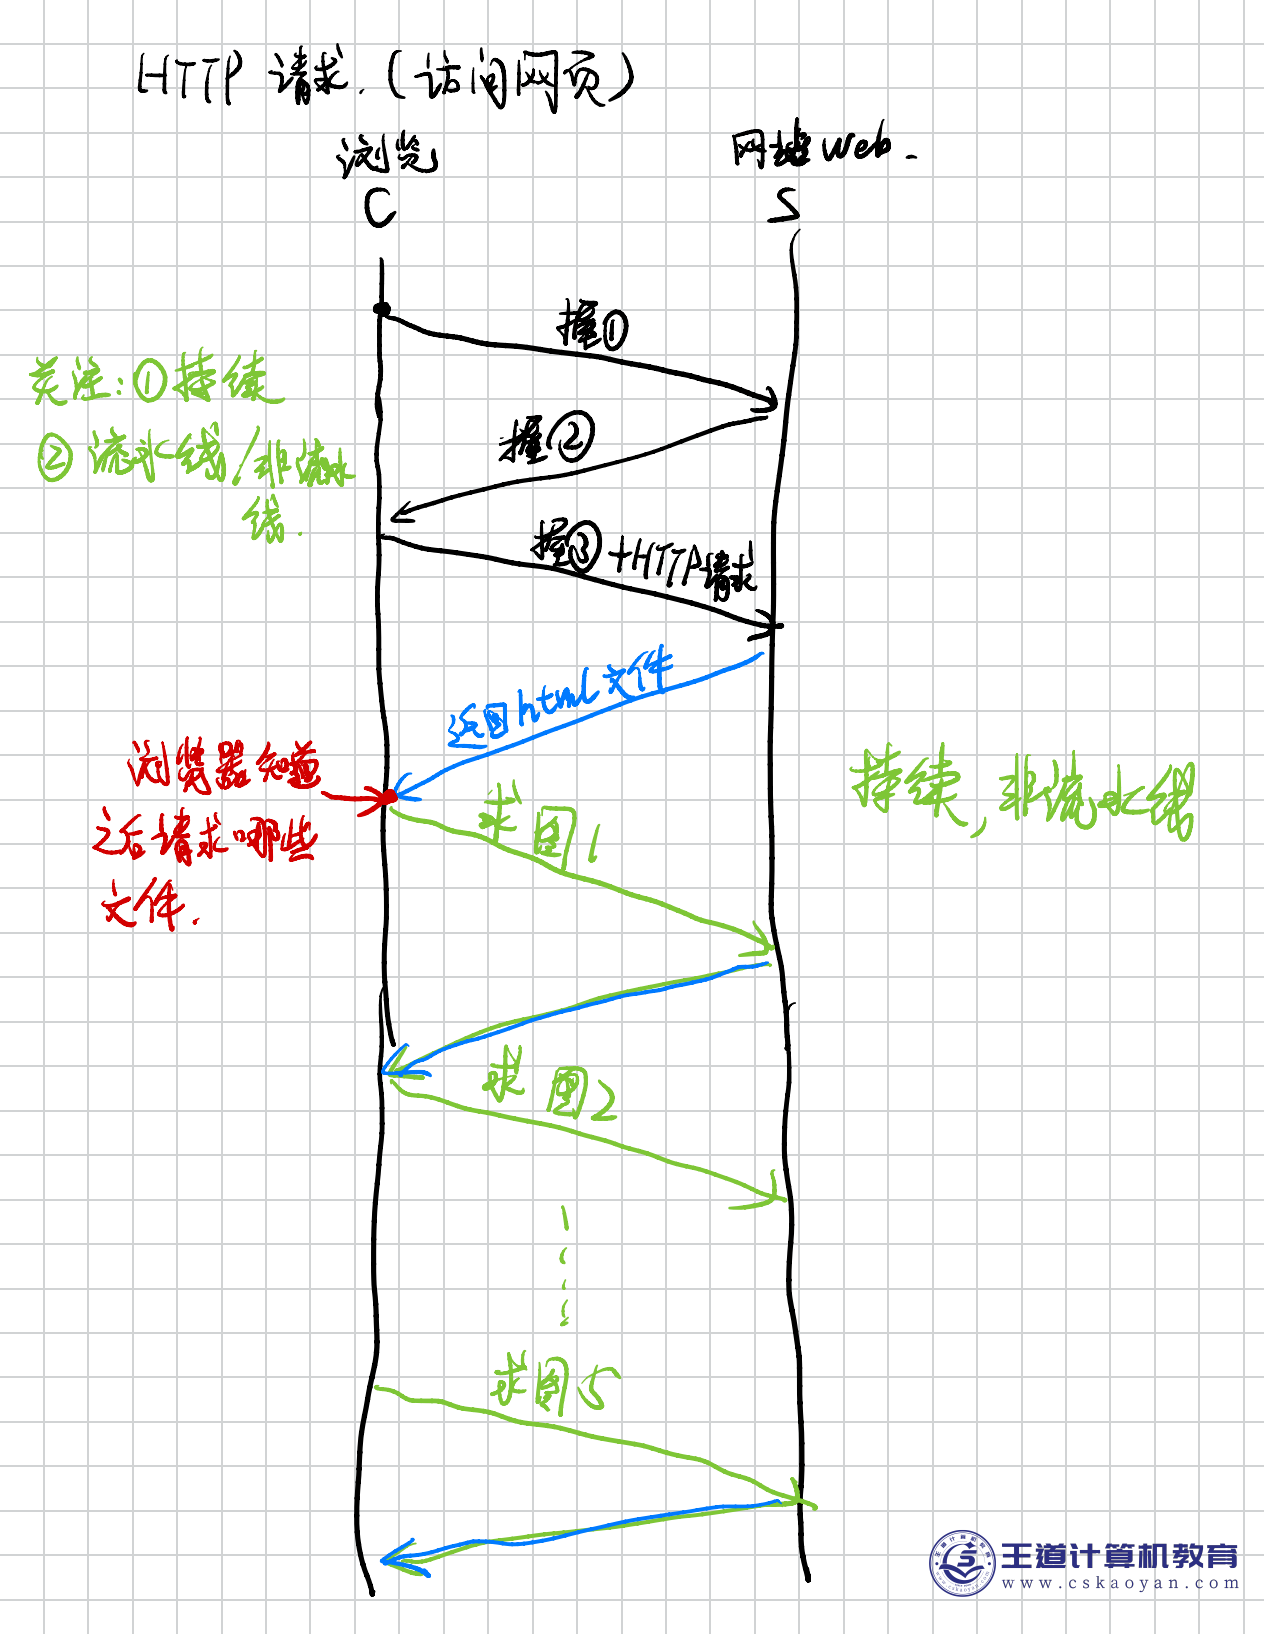 HTTP 请求.(访问网页)
浏览
网站Web.
C
S
握①
关注:①持续
握②
②流水线/非流水
线.
握③+HTTP请求
返回html文件
浏览器知道
之后请求哪些
文件.
持续,非流水线
求图1
求图2
求图5
王道计算机教育
www.cskaoyan.com